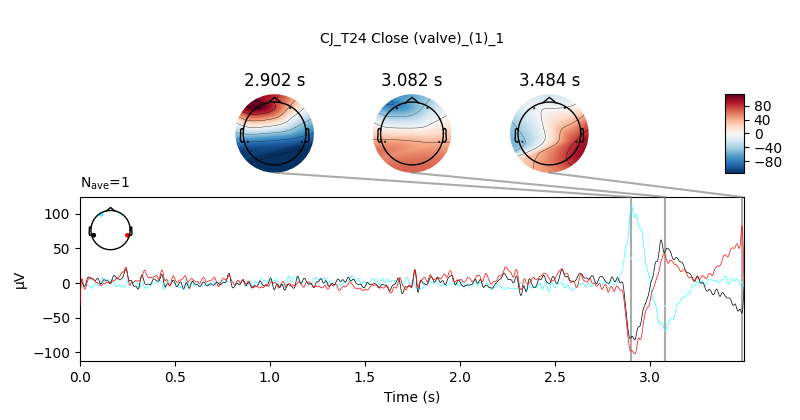 CJ_T24 Close (valve)_(1)_1
2.902 s 3.082 s 3.484 s
80
40
0
−40
−80
Nave=1
100
50
0
−50
−100
µV
0.0 0.5 1.0 1.5 2.0 2.5 3.0
Time (s)